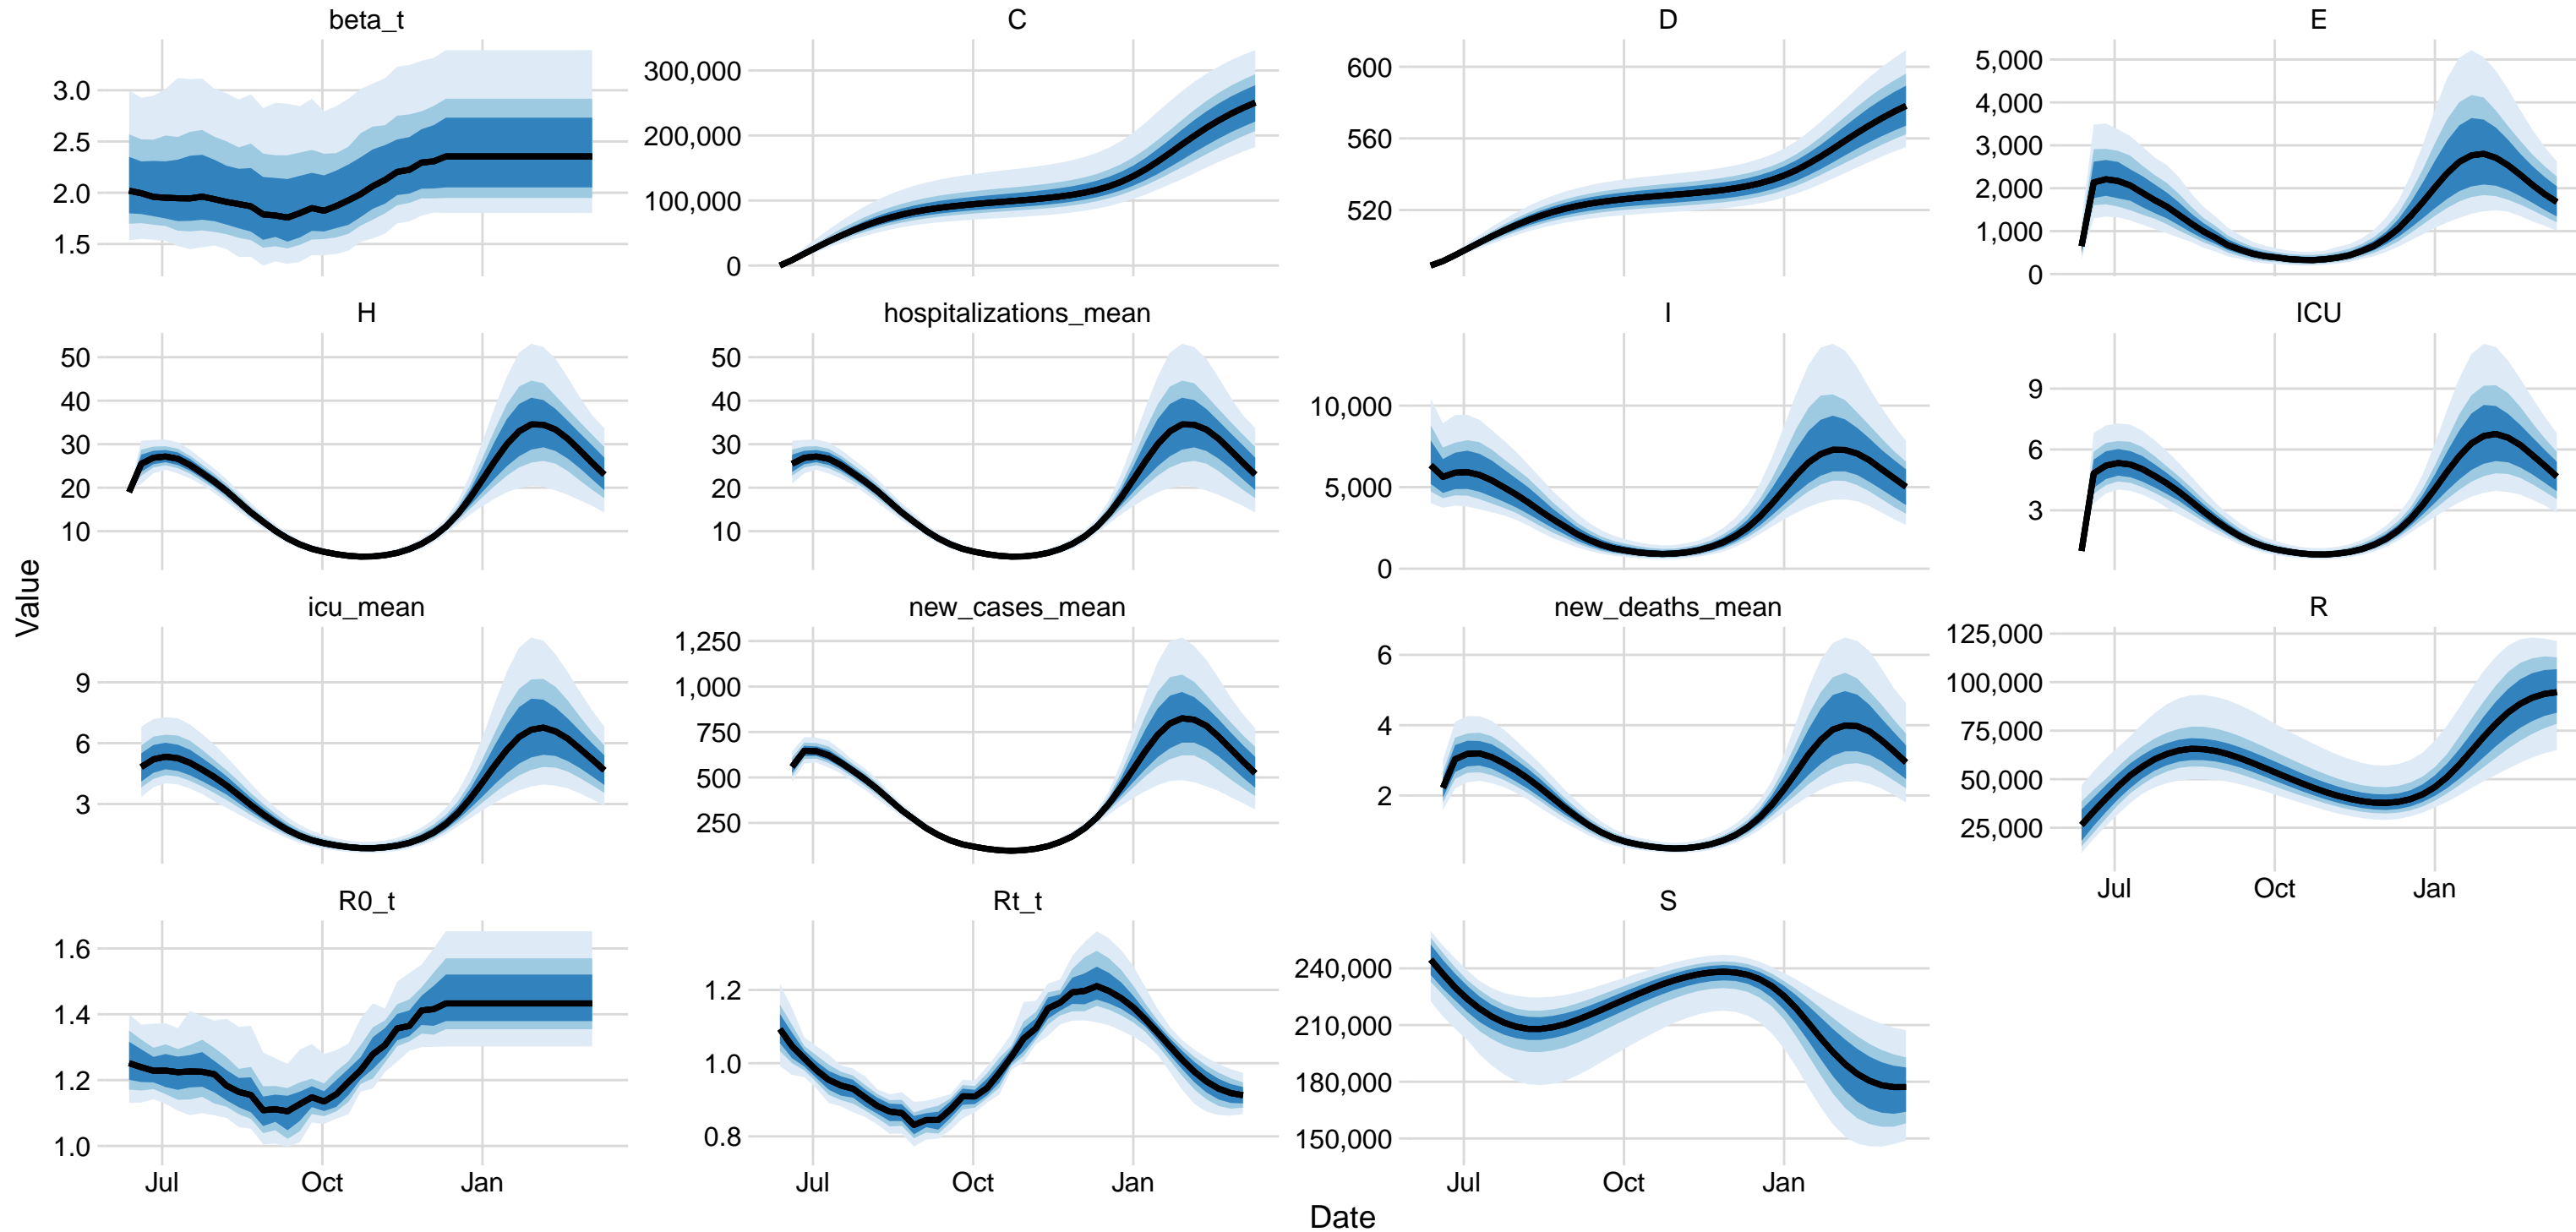 beta_t
3.0
2.5
2.0
1.5
C
300,000
200,000
100,000
0
D
600
560
520
E
5,000
4,000
3,000
2,000
1,000
0
H
50
40
30
20
10
hospitalizations_mean
50
40
30
20
10
I
10,000
5,000
0
ICU
9
6
3
Value
icu_mean
9
6
3
new_cases_mean
1,250
1,000
750
500
250
new_deaths_mean
6
4
2
R
125,000
100,000
75,000
50,000
25,000
Jul Oct Jan
R0_t
1.6
1.4
1.2
1.0
Jul Oct Jan
Rt_t
1.2
1.0
0.8
Jul Oct Jan
S
240,000
210,000
180,000
150,000
Jul Oct Jan
Date